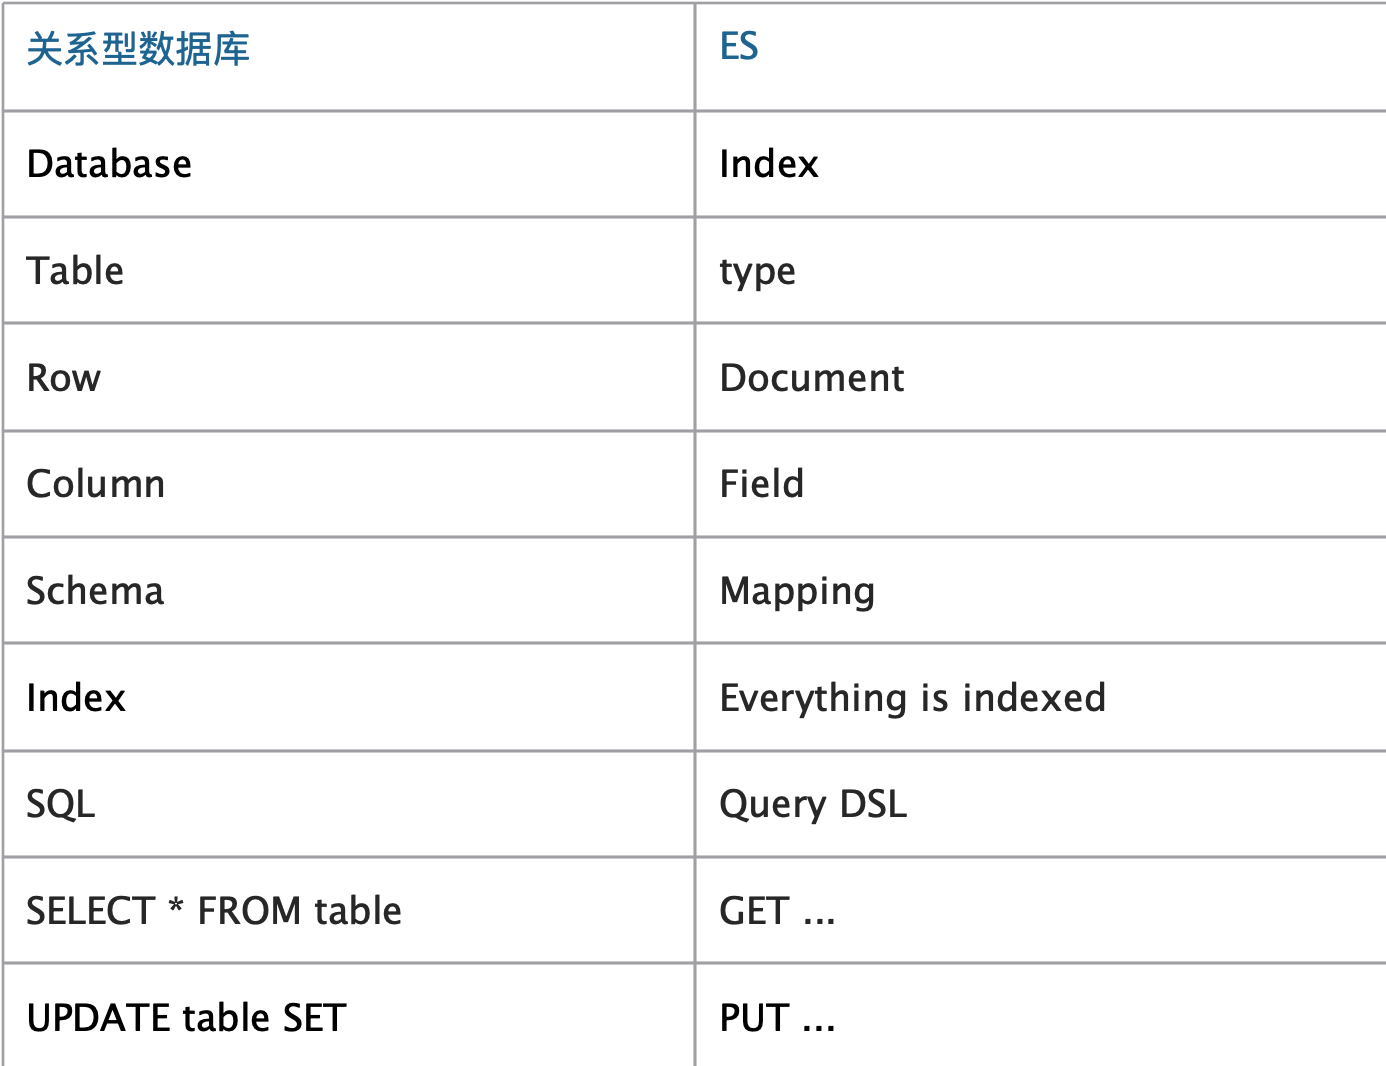 关系型数据库 ES
Database Index
Table type
Row Document
Column Field
Schema Mapping
Index Everything is indexed
SQL Query DSL
SELECT * FROM table GET ...
UPDATE table SET PUT ...